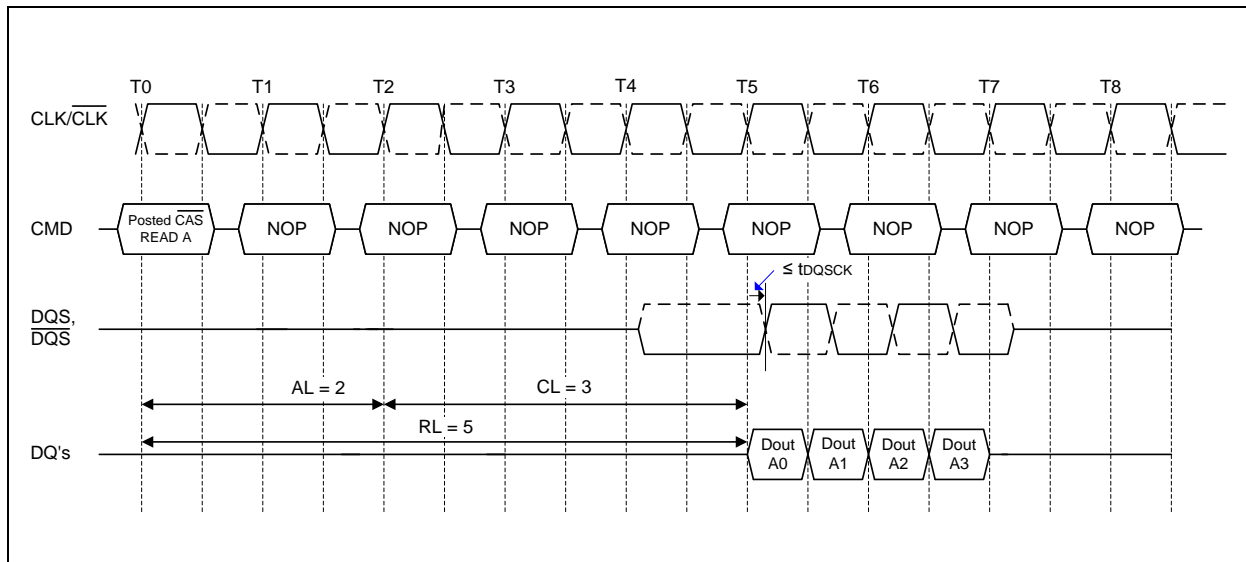 T0 T1 T2 T3 T4 T5 T6 T7 T8
CLK/CLK
CMD
Posted CAS
READ A
NOP NOP NOP NOP NOP NOP NOP NOP
≤ tDQSCK
DQS,
DQS
AL = 2
CL = 3
RL = 5
DQ's
Dout
A0
Dout
A1
Dout
A2
Dout
A3